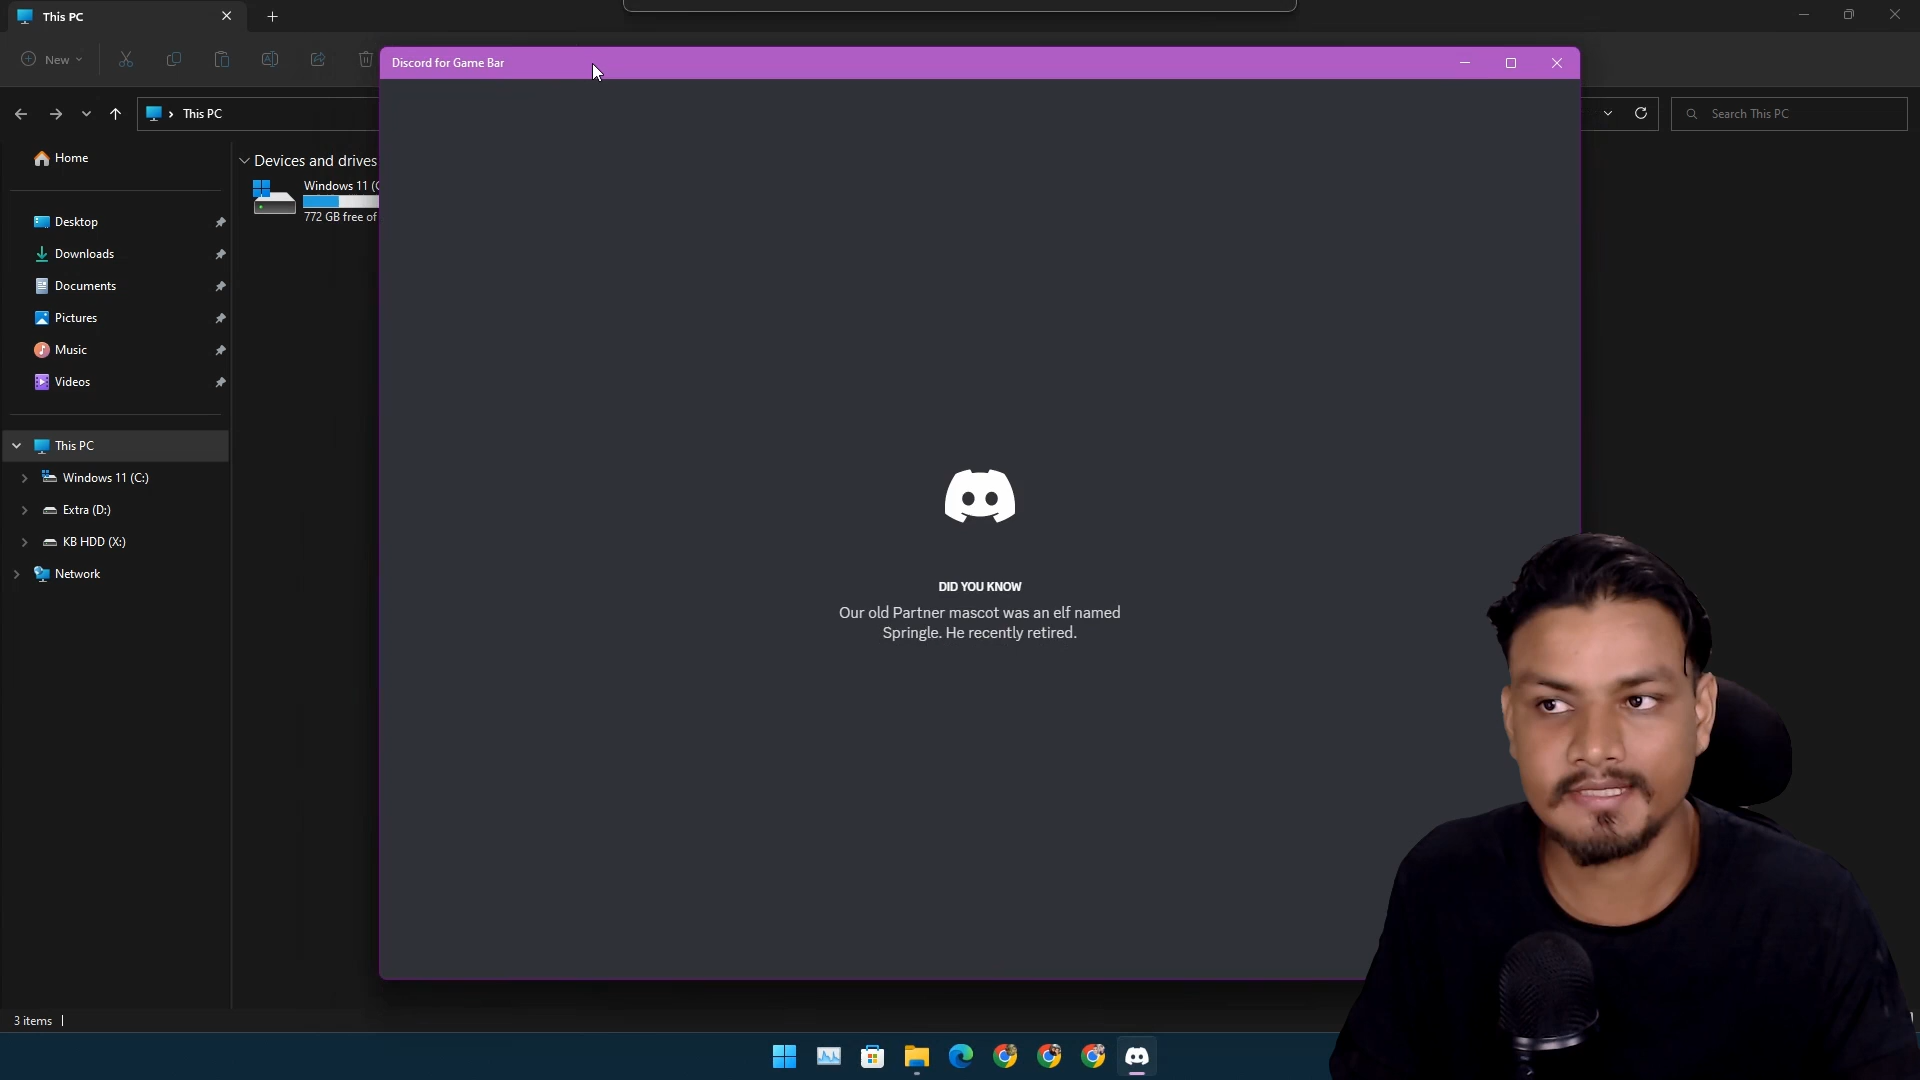 This PC
New
Discord for Game Bar
This PC
Search This PC
Home
Devices and drives
Windows 11 (C
772 GB free of
Desktop
Downloads
Documents
Pictures
Music
Videos
This PC
Windows 11 (C:)
Extra (D:)
KB HDD (X:)
Network
DID YOU KNOW
Our old Partner mascot was an elf named
Springle. He recently retired.
3 items